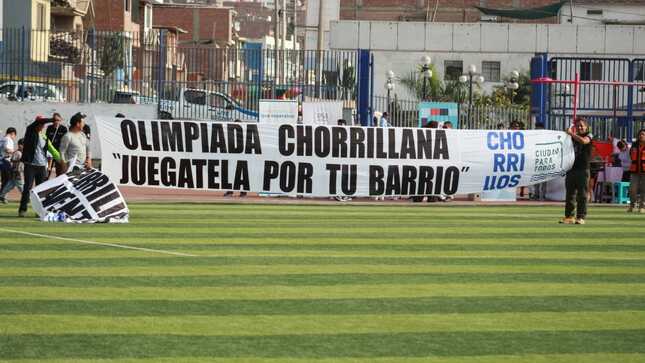 OLIMPIADA CHORRILLANA
"JUEGATELA POR TU BARRIO"
CHO
RRI
LLOS
CIUDAD
PARA
TODOS